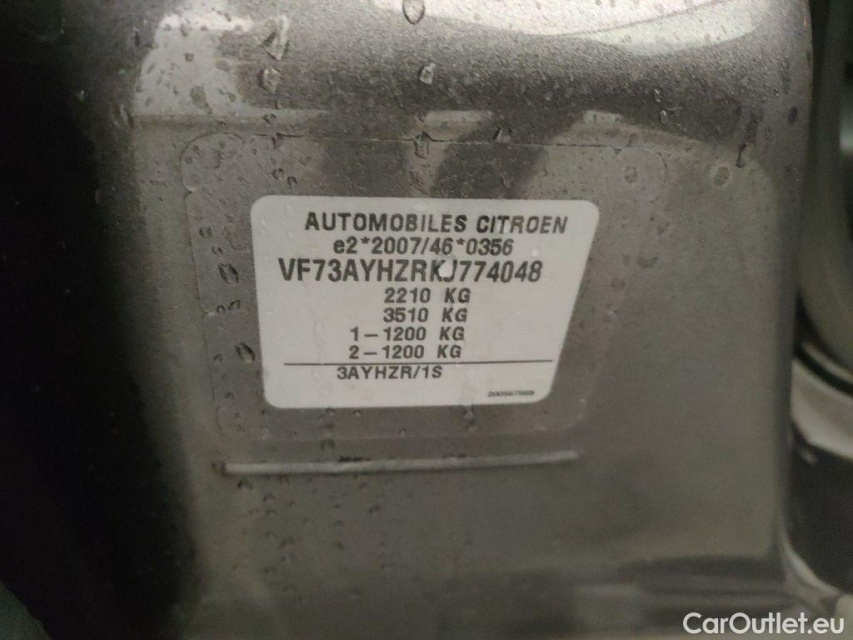 AUTOMOBILES CITROEN
e2*2007/46*0356
VF73AYHZRKJ774048
2210 KG
3510 KG
1-1200 KG
2-1200 KG
3AYHZR/1S
CarOutlet.eu